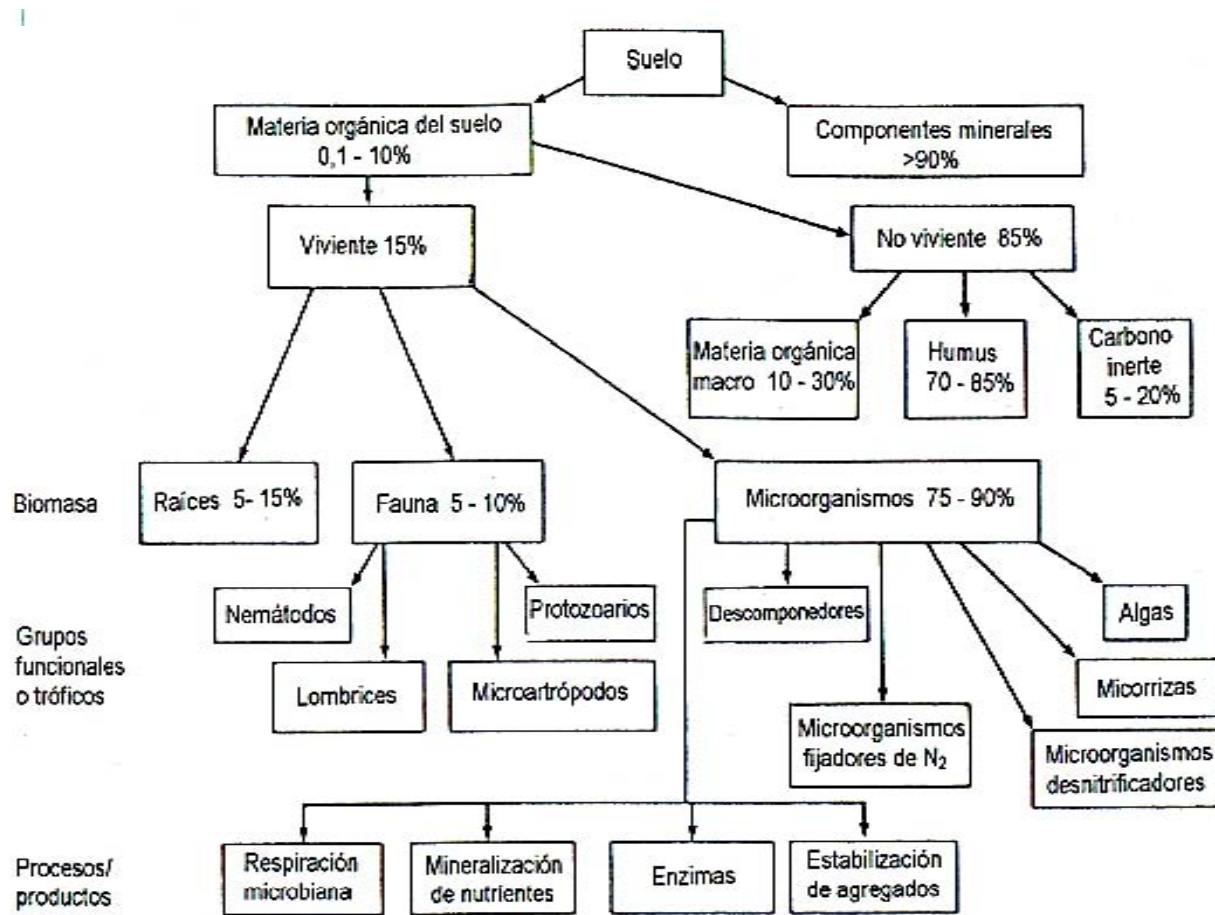 Suelo
Materia orgánica del suelo
0,1 - 10%
Componentes minerales
>90%
Viviente 15%
No viviente 85%
Materia orgánica
macro 10 - 30%
Humus
70 - 85%
Carbono
inerte
5 - 20%
Biomasa
Raíces 5- 15%
Fauna 5 - 10%
Microorganismos 75 - 90%
Grupos
funcionales
o tróficos
Nemátodos
Protozoarios
Descomponedores
Algas
Lombrices
Microartrópodos
Micorrizas
Microorganismos
fijadores de N₂
Microorganismos
desnitrificadores
Procesos/
productos
Respiración
microbiana
Mineralización
de nutrientes
Enzimas
Estabilización
de agregados